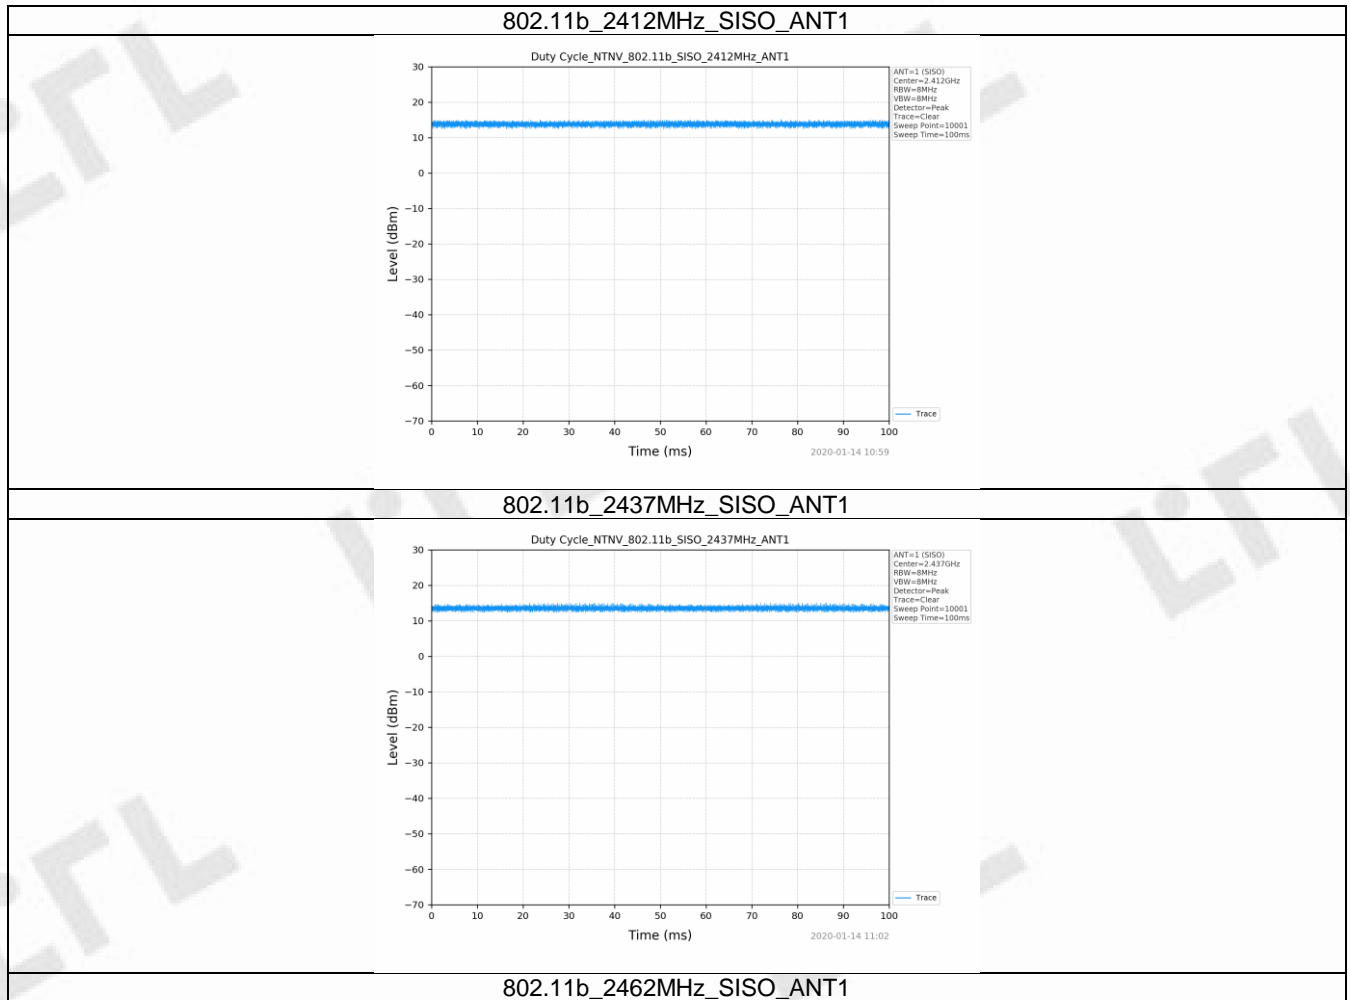 802.11b_2412MHz_SISO_ANT1
Duty Cycle_NTNV_802.11b_SISO_2412MHz_ANT1
30
20
10
0
−10
−20
−30
−40
−50
−60
−70
Level (dBm)
0 10 20 30 40 50 60 70 80 90 100
Time (ms)
2020-01-14 10:59
ANT=1 (SISO)
Center=2.412GHz
RBW=8MHz
VBW=8MHz
Detector=Peak
Trace=Clear
Sweep Point=10001
Sweep Time=100ms
Trace
802.11b_2437MHz_SISO_ANT1
Duty Cycle_NTNV_802.11b_SISO_2437MHz_ANT1
30
20
10
0
−10
−20
−30
−40
−50
−60
−70
Level (dBm)
0 10 20 30 40 50 60 70 80 90 100
Time (ms)
2020-01-14 11:02
ANT=1 (SISO)
Center=2.437GHz
RBW=8MHz
VBW=8MHz
Detector=Peak
Trace=Clear
Sweep Point=10001
Sweep Time=100ms
Trace
802.11b_2462MHz_SISO_ANT1